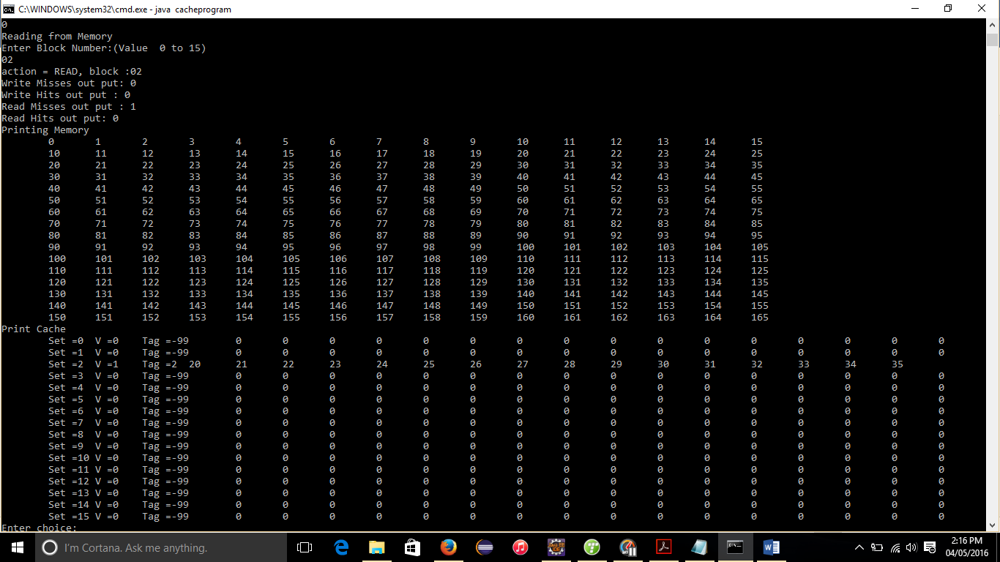 C:\WINDOWS\system32\cmd.exe - java  cacheprogram
0
Reading from Memory
Enter Block Number:(Value  0 to 15)
02
action = READ, block :02
Write Misses out put: 0
Write Hits out put : 0
Read Misses out put : 1
Read Hits out put: 0
Printing Memory
0 1 2 3 4 5 6 7 8 9 10 11 12 13 14 15
10 11 12 13 14 15 16 17 18 19 20 21 22 23 24 25
20 21 22 23 24 25 26 27 28 29 30 31 32 33 34 35
30 31 32 33 34 35 36 37 38 39 40 41 42 43 44 45
40 41 42 43 44 45 46 47 48 49 50 51 52 53 54 55
50 51 52 53 54 55 56 57 58 59 60 61 62 63 64 65
60 61 62 63 64 65 66 67 68 69 70 71 72 73 74 75
70 71 72 73 74 75 76 77 78 79 80 81 82 83 84 85
80 81 82 83 84 85 86 87 88 89 90 91 92 93 94 95
90 91 92 93 94 95 96 97 98 99 100 101 102 103 104 105
100 101 102 103 104 105 106 107 108 109 110 111 112 113 114 115
110 111 112 113 114 115 116 117 118 119 120 121 122 123 124 125
120 121 122 123 124 125 126 127 128 129 130 131 132 133 134 135
130 131 132 133 134 135 136 137 138 139 140 141 142 143 144 145
140 141 142 143 144 145 146 147 148 149 150 151 152 153 154 155
150 151 152 153 154 155 156 157 158 159 160 161 162 163 164 165
Print Cache
Set =0 V =0 Tag =-99 0 0 0 0 0 0 0 0 0 0 0 0 0 0 0 0
Set =1 V =0 Tag =-99 0 0 0 0 0 0 0 0 0 0 0 0 0 0 0 0
Set =2 V =1 Tag =2 20 21 22 23 24 25 26 27 28 29 30 31 32 33 34 35
Set =3 V =0 Tag =-99 0 0 0 0 0 0 0 0 0 0 0 0 0 0 0 0
Set =4 V =0 Tag =-99 0 0 0 0 0 0 0 0 0 0 0 0 0 0 0 0
Set =5 V =0 Tag =-99 0 0 0 0 0 0 0 0 0 0 0 0 0 0 0 0
Set =6 V =0 Tag =-99 0 0 0 0 0 0 0 0 0 0 0 0 0 0 0 0
Set =7 V =0 Tag =-99 0 0 0 0 0 0 0 0 0 0 0 0 0 0 0 0
Set =8 V =0 Tag =-99 0 0 0 0 0 0 0 0 0 0 0 0 0 0 0 0
Set =9 V =0 Tag =-99 0 0 0 0 0 0 0 0 0 0 0 0 0 0 0 0
Set =10 V =0 Tag =-99 0 0 0 0 0 0 0 0 0 0 0 0 0 0 0 0
Set =11 V =0 Tag =-99 0 0 0 0 0 0 0 0 0 0 0 0 0 0 0 0
Set =12 V =0 Tag =-99 0 0 0 0 0 0 0 0 0 0 0 0 0 0 0 0
Set =13 V =0 Tag =-99 0 0 0 0 0 0 0 0 0 0 0 0 0 0 0 0
Set =14 V =0 Tag =-99 0 0 0 0 0 0 0 0 0 0 0 0 0 0 0 0
Set =15 V =0 Tag =-99 0 0 0 0 0 0 0 0 0 0 0 0 0 0 0 0
Enter choice:
I'm Cortana. Ask me anything.
2:16 PM
04/05/2016